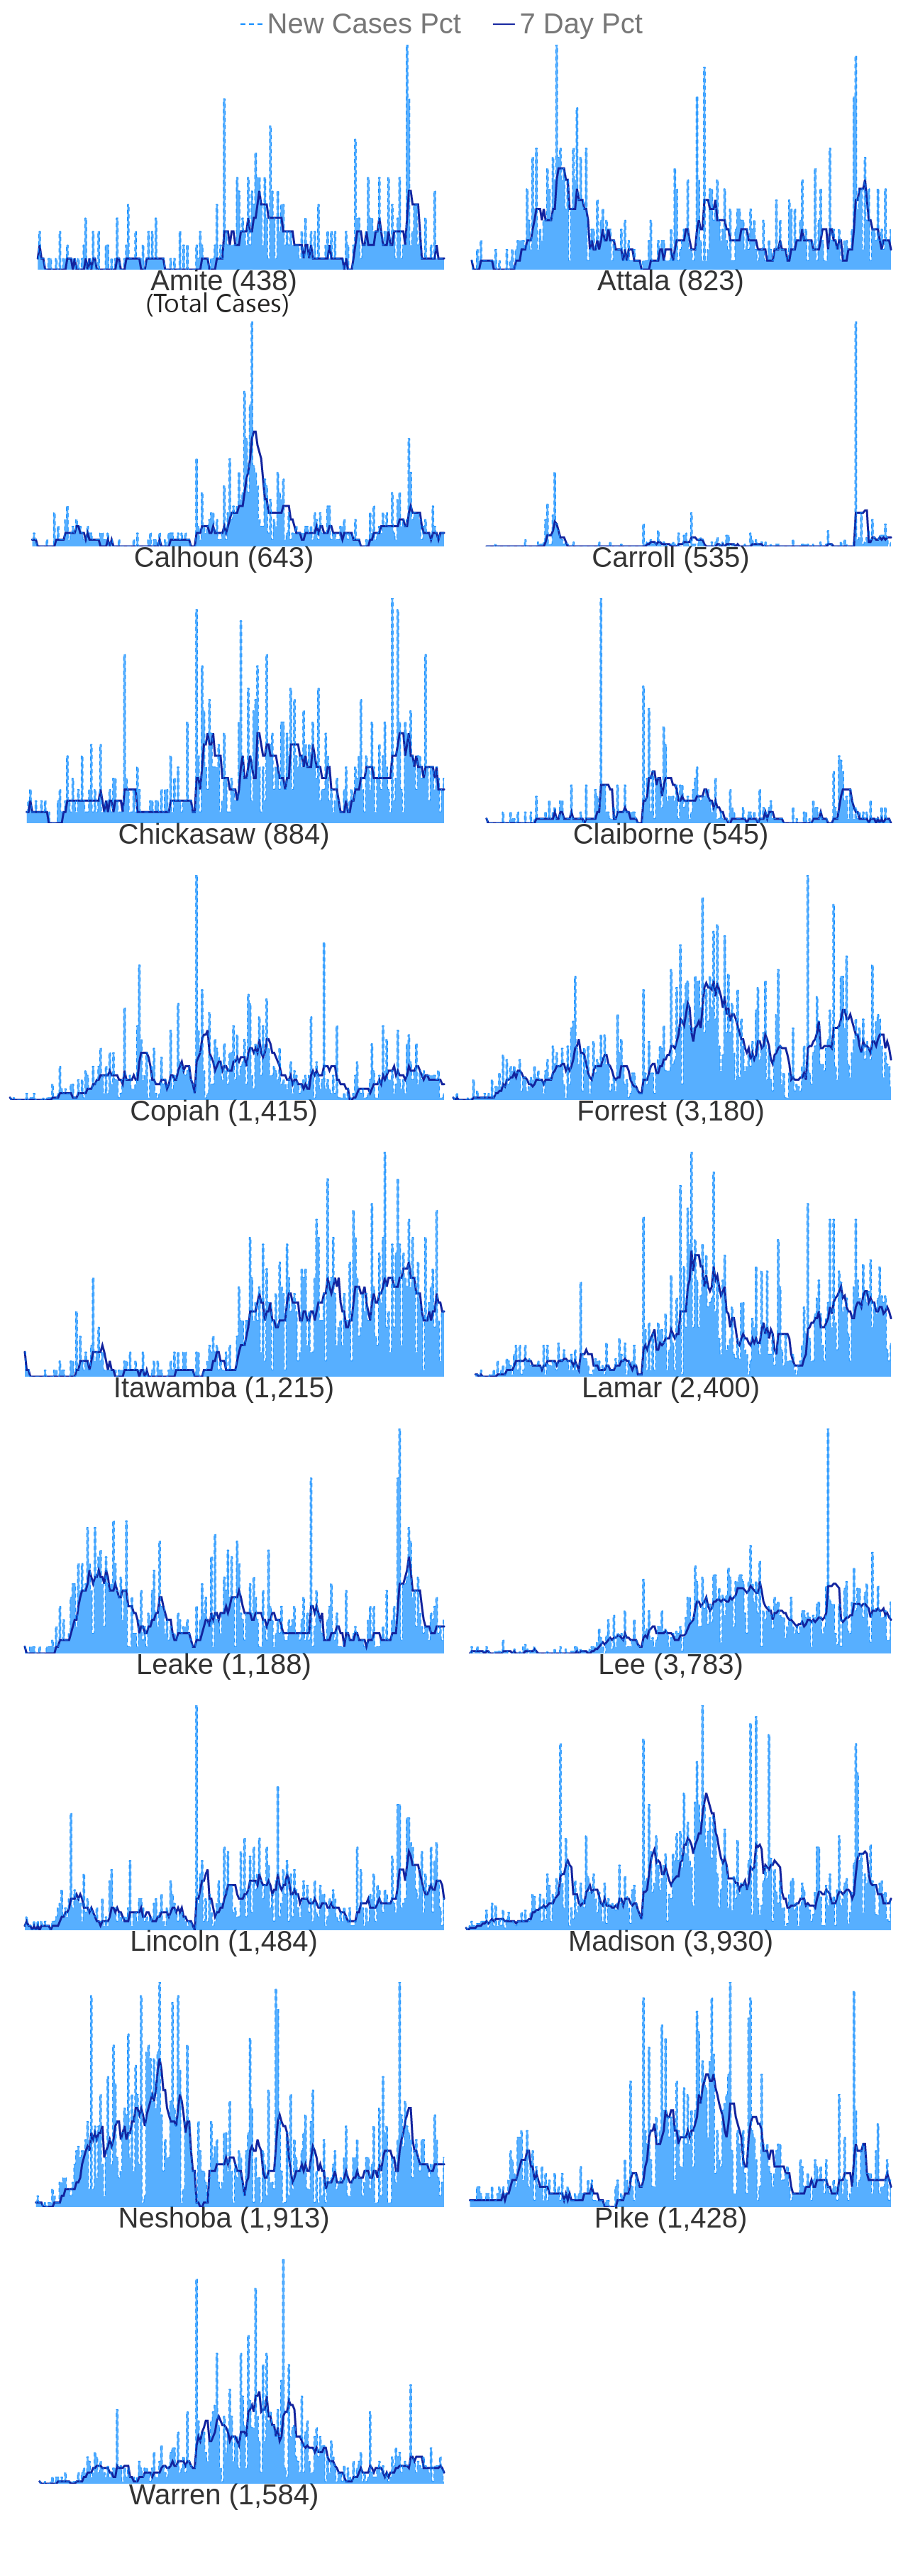 New Cases Pct 7 Day Pct
Amite (438) Attala (823)
(Total Cases)
Calhoun (643) Carroll (535)
Chickasaw (884) Claiborne (545)
Copiah (1,415) Forrest (3,180)
Itawamba (1,215) Lamar (2,400)
Leake (1,188) Lee (3,783)
Lincoln (1,484) Madison (3,930)
Neshoba (1,913) Pike (1,428)
Warren (1,584)